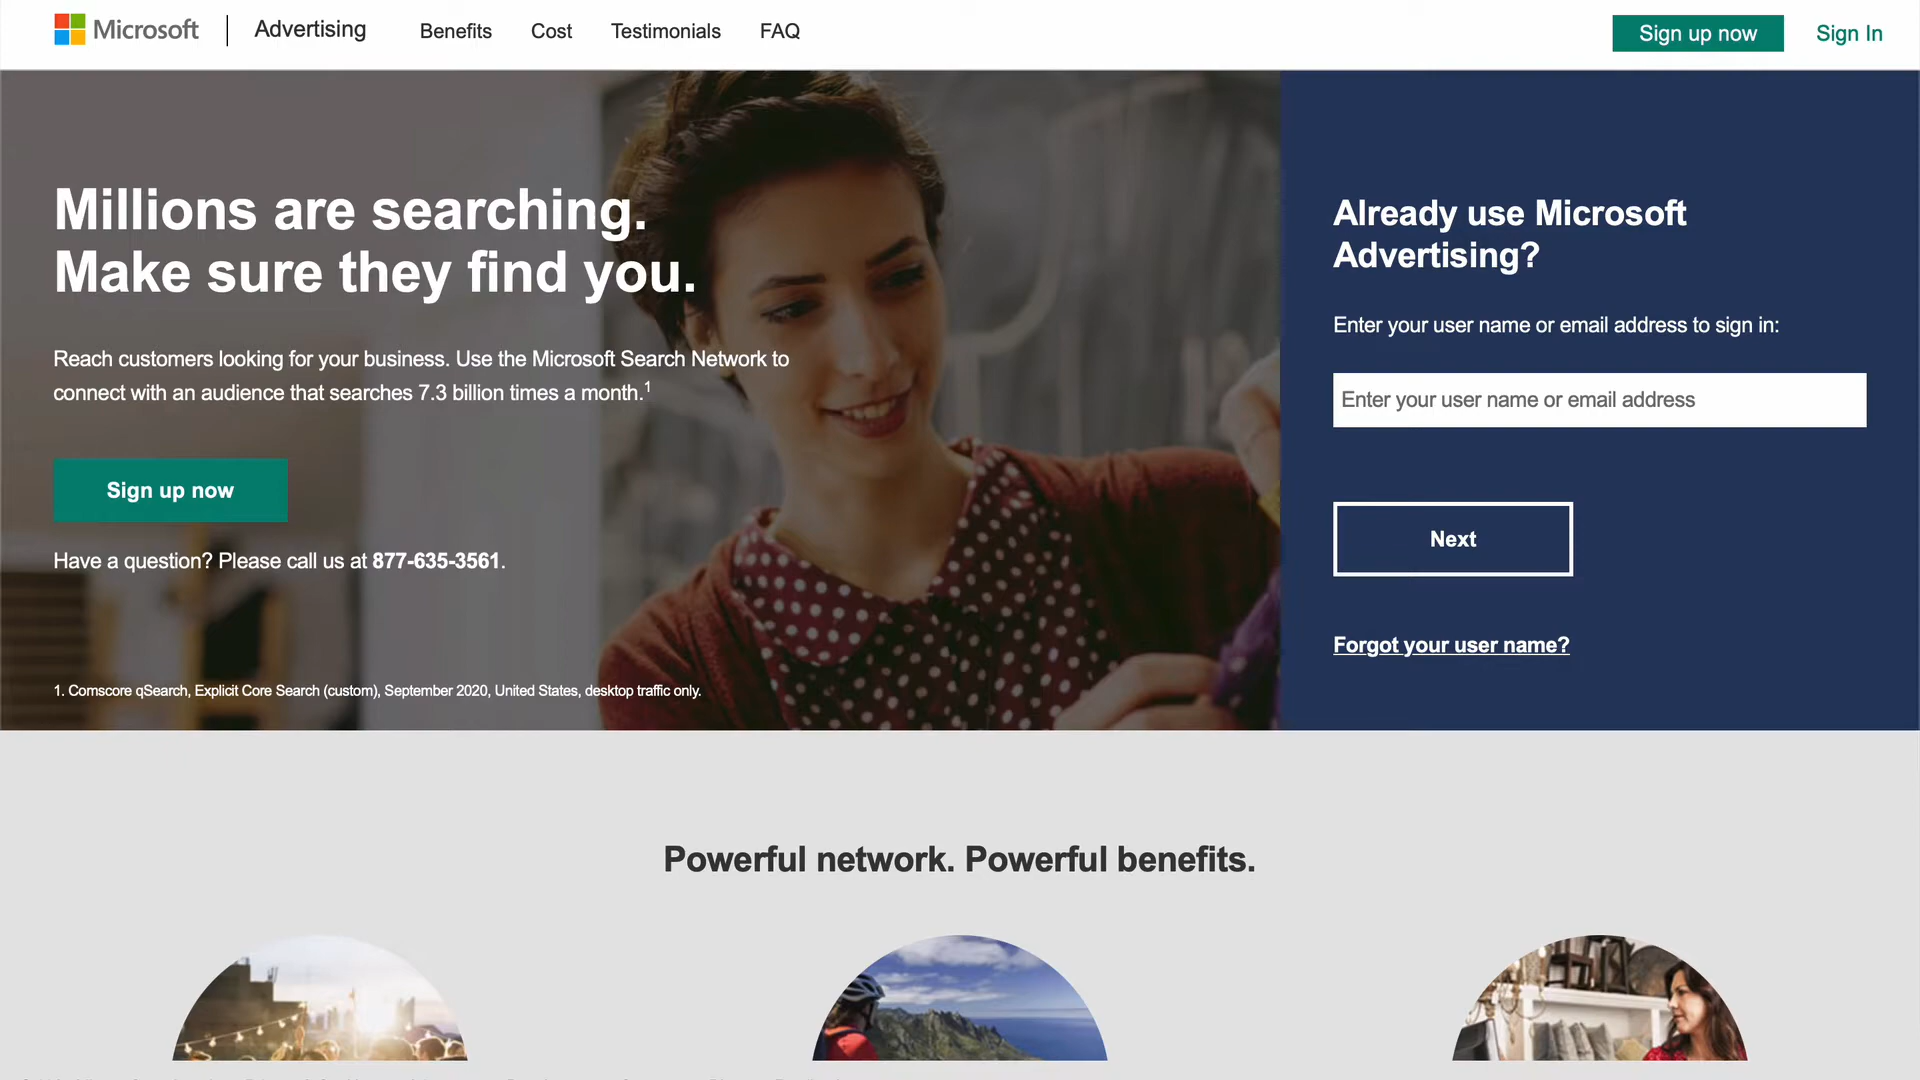 Microsoft
Advertising
Benefits
Cost
Testimonials
FAQ
Sign up now
Sign In
Millions are searching.
Make sure they find you.
Reach customers looking for your business. Use the Microsoft Search Network to
connect with an audience that searches 7.3 billion times a month.¹
Sign up now
Have a question? Please call us at 877-635-3561.
1. Comscore qSearch, Explicit Core Search (custom), September 2020, United States, desktop traffic only.
Already use Microsoft
Advertising?
Enter your user name or email address to sign in:
Enter your user name or email address
Next
Forgot your user name?
Powerful network. Powerful benefits.